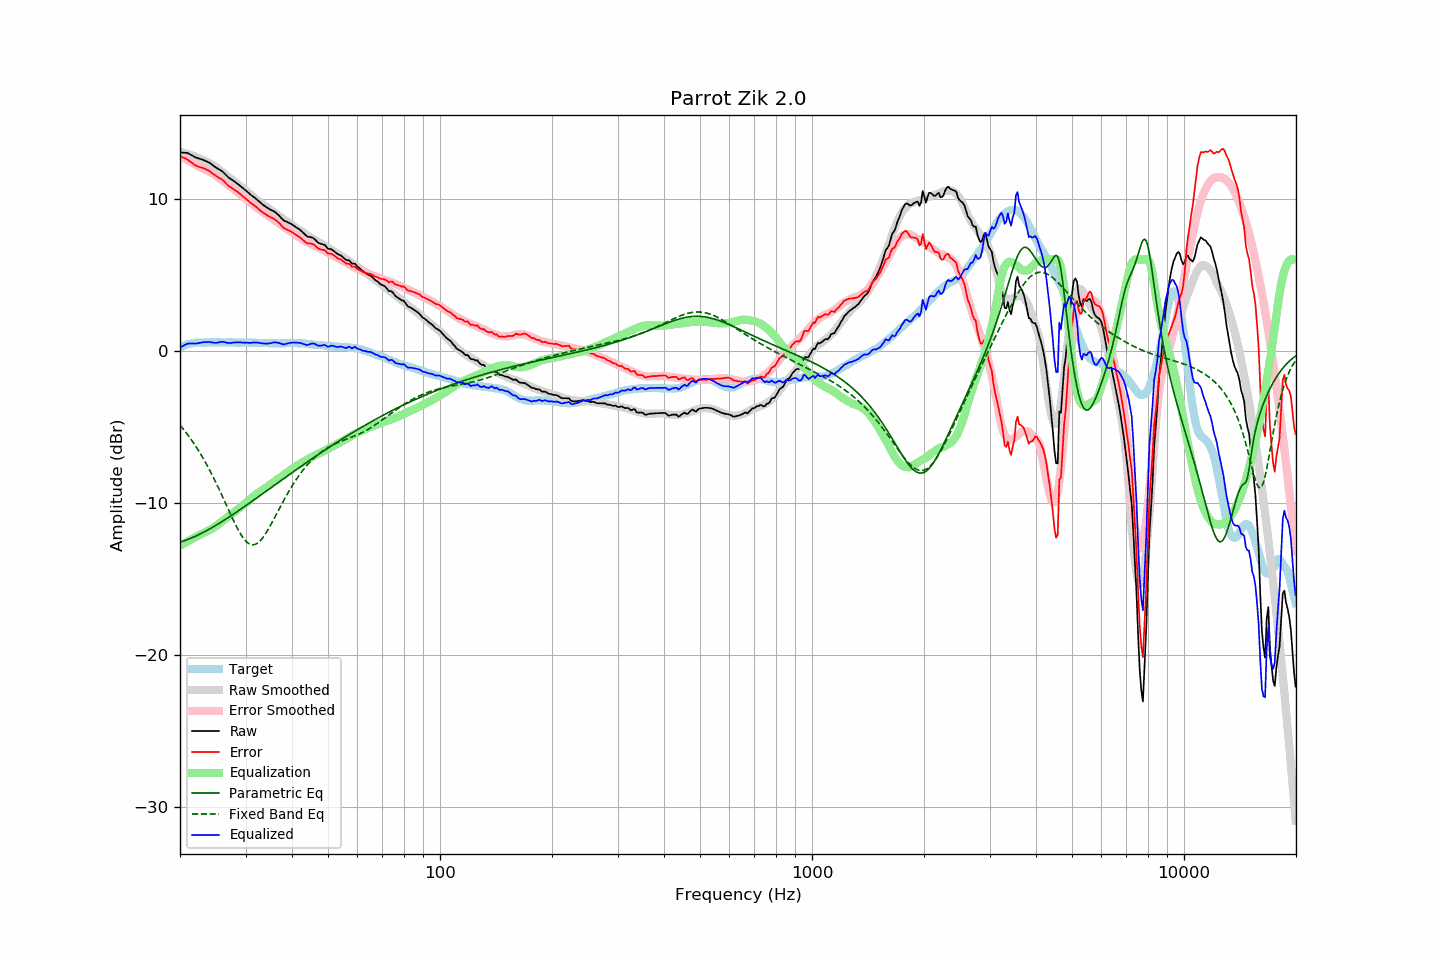 Parrot Zik 2.0
Amplitude (dBr)
10
0
−10
−20
−30
Target
Raw Smoothed
Error Smoothed
Raw
Error
Equalization
Parametric Eq
Fixed Band Eq
Equalized
100
1000
10000
Frequency (Hz)